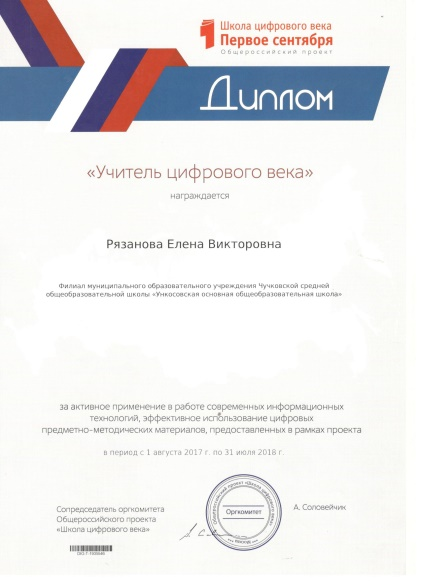 Школа цифрового века
Первое сентября
Общероссийский проект
Диплом
«Учитель цифрового века»
награждается
Рязанова Елена Викторовна
Филиал муниципального образовательного учреждения Чучковской средней
общеобразовательной школы «Ункосовская основная общеобразовательная школа»
за активное применение в работе современных информационных
технологий, эффективное использование цифровых
предметно-методических материалов, предоставленных в рамках проекта
в период с 1 августа 2017 г. по 31 июля 2018 г.
Сопредседатель оргкомитета
Общероссийского проекта
«Школа цифрового века»
Оргкомитет
А. Соловейчик